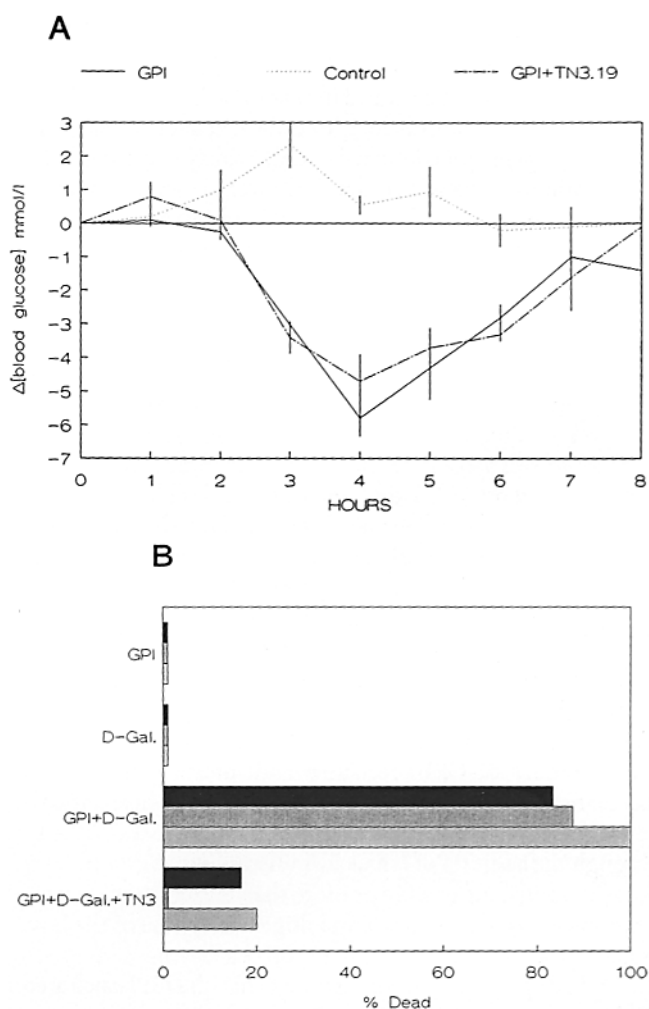 A
GPI Control GPI+TN3.19
3
2
1
0
-1
-2
-3
-4
-5
-6
-7
Δ[blood glucose] mmol/l
0 1 2 3 4 5 6 7 8
HOURS
B
GPI
D-Gal.
GPI+D-Gal.
GPI+D-Gal.+TN3
0 20 40 60 80 100
% Dead